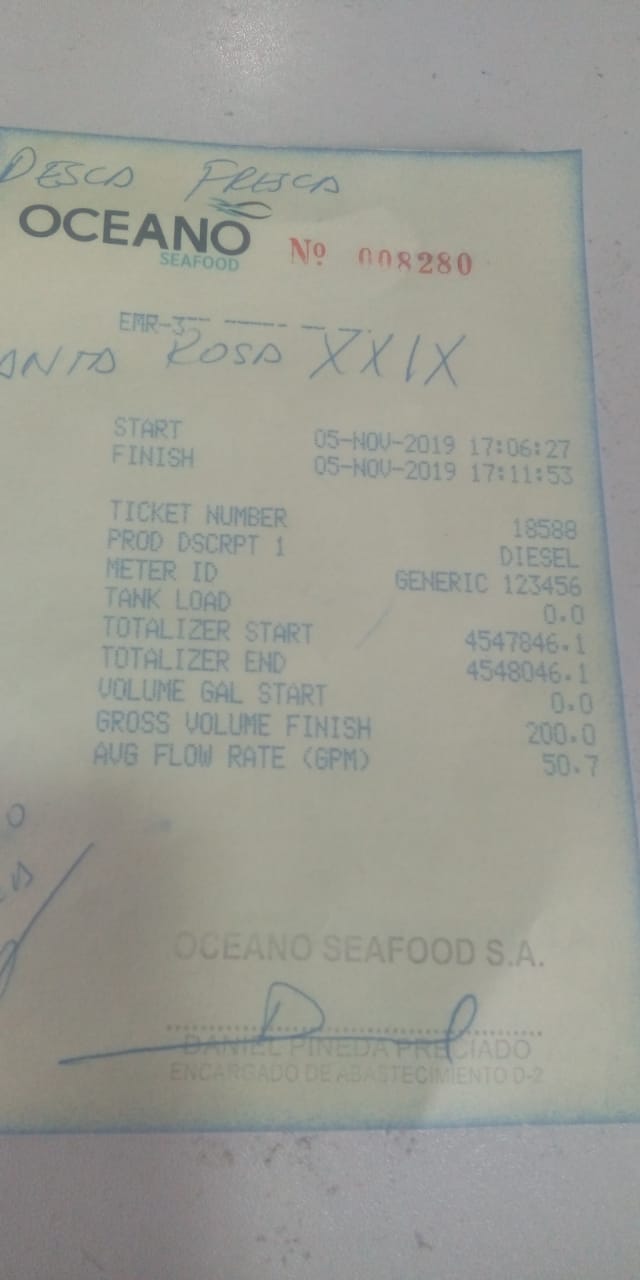 PESCA FRESCA
OCEANO
SEAFOOD
Nº 008280
EMR-3
ANTA ROSA XXIX
START 05-NOV-2019 17:06:27
FINISH 05-NOV-2019 17:11:53
TICKET NUMBER 18588
PROD DSCRPT 1 DIESEL
METER ID GENERIC 123456
TANK LOAD 0.0
TOTALIZER START 4547846.1
TOTALIZER END 4548046.1
VOLUME GAL START 0.0
GROSS VOLUME FINISH 200.0
AVG FLOW RATE (GPM) 50.7
OCEANO SEAFOOD S.A.
DANIEL PINEDA PRECIADO
ENCARGADO DE ABASTECIMIENTO D-2